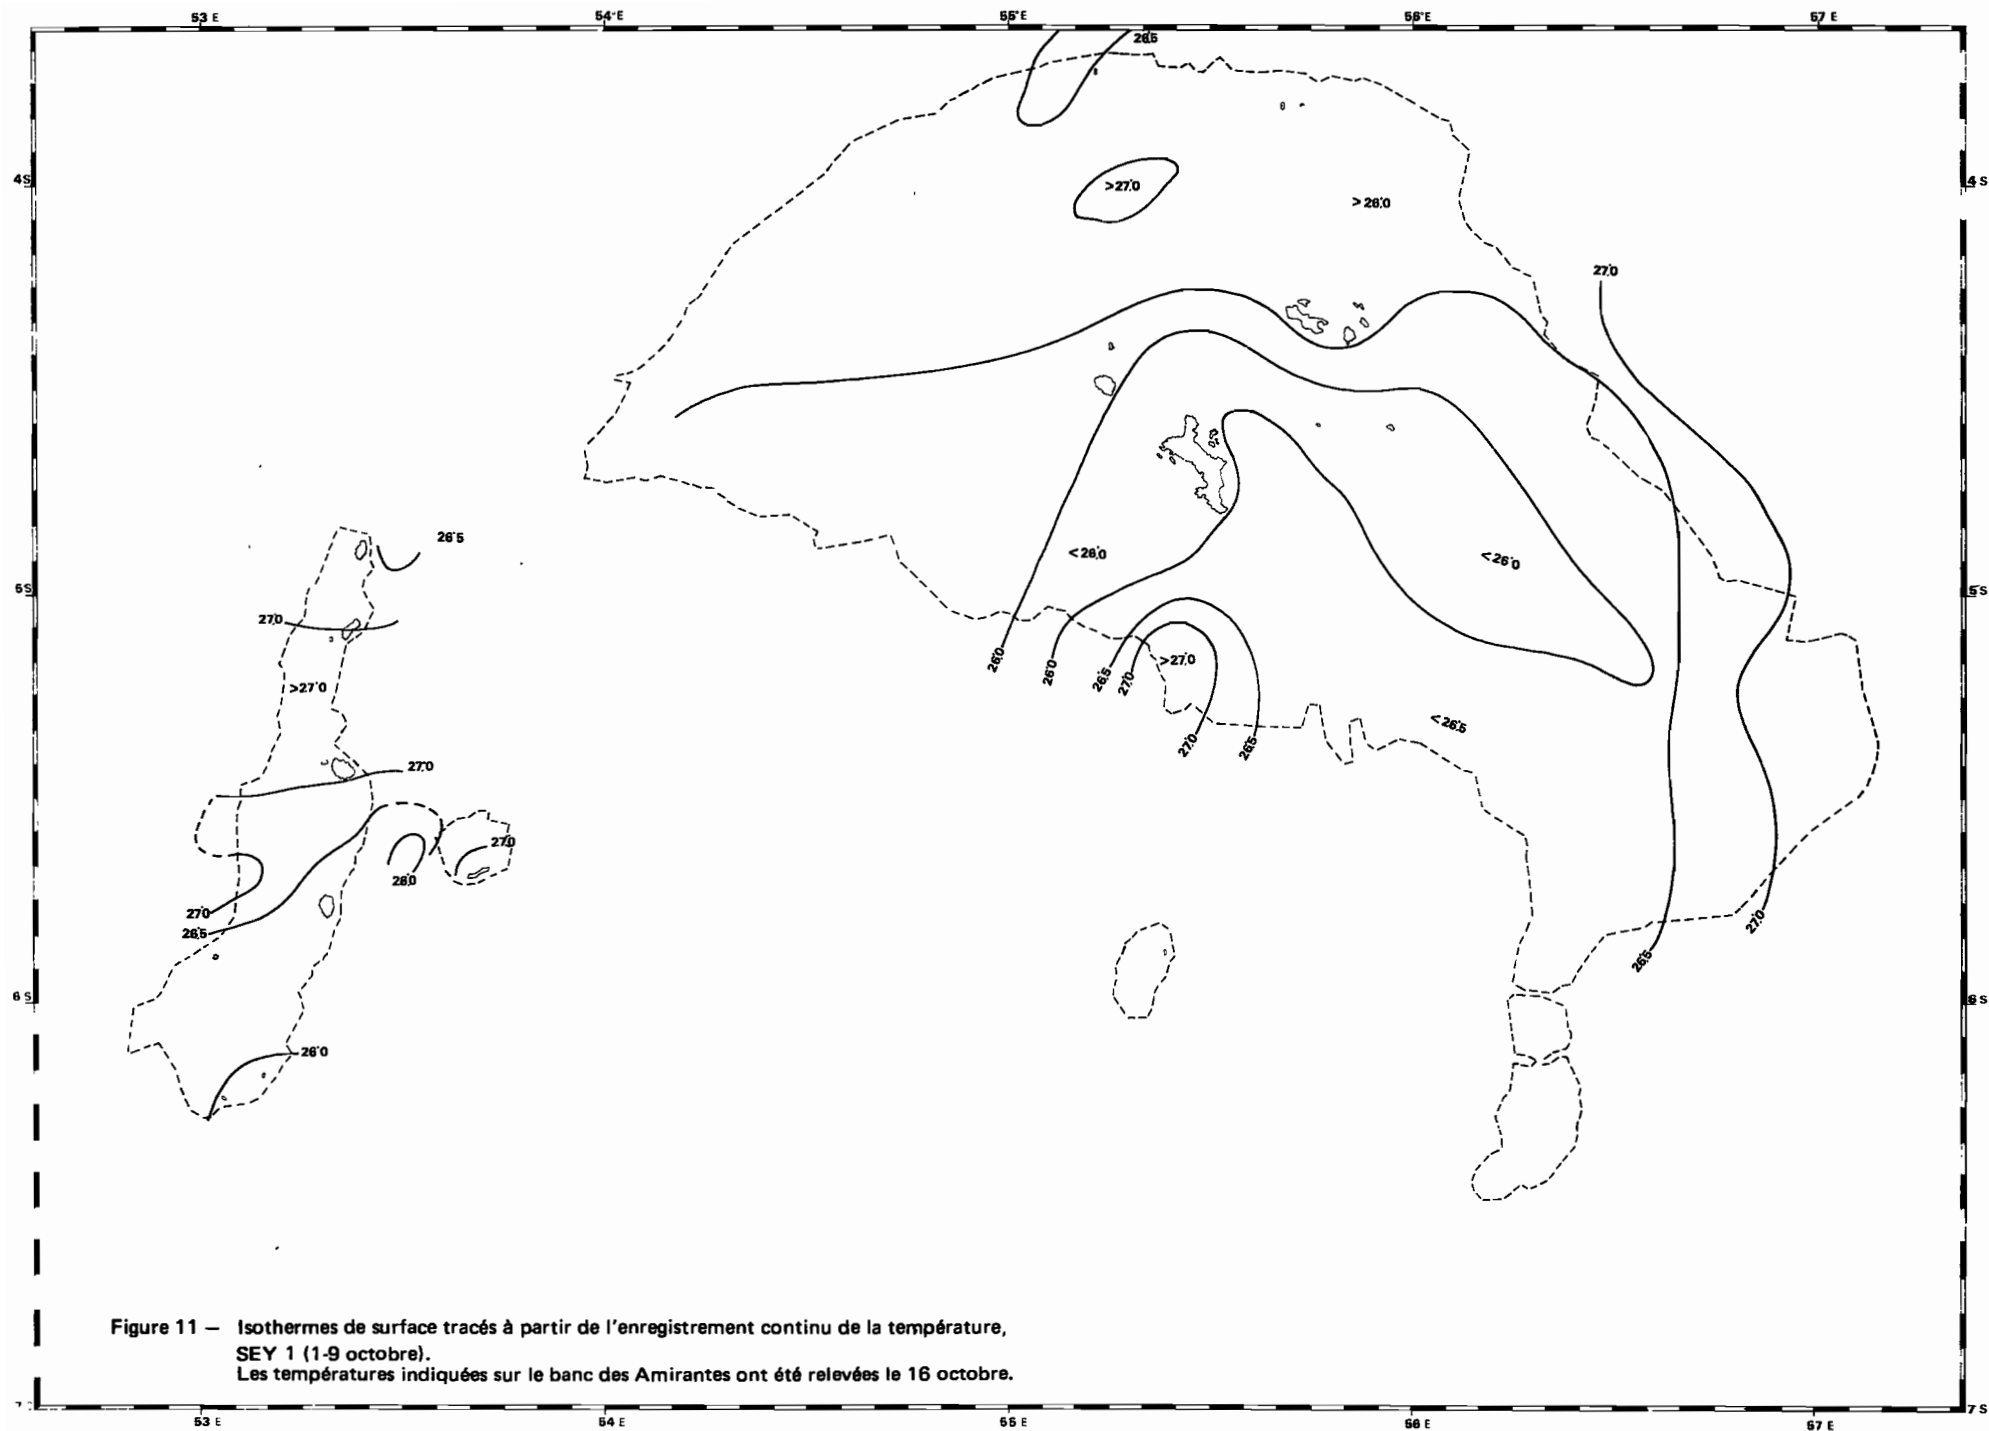 53 E
54°E
55°E
56°E
57 E
26°5
4S
4 S
>27°0
>26°0
27°0
26°5
<26°0
<26°0
5S
5S
27°0
26°0
26°0
26°5
27°0
>27°0
>27°0
<26°5
27°0
26°5
27°0
27°0
26°0
27°0
26°5
27°0
26°5
6 S
6 S
26°0
Figure 11 — Isothermes de surface tracés à partir de l'enregistrement continu de la température,
SEY 1 (1-9 octobre).
Les températures indiquées sur le banc des Amirantes ont été relevées le 16 octobre.
7 S
53 E
54 E
55 E
56 E
57 E